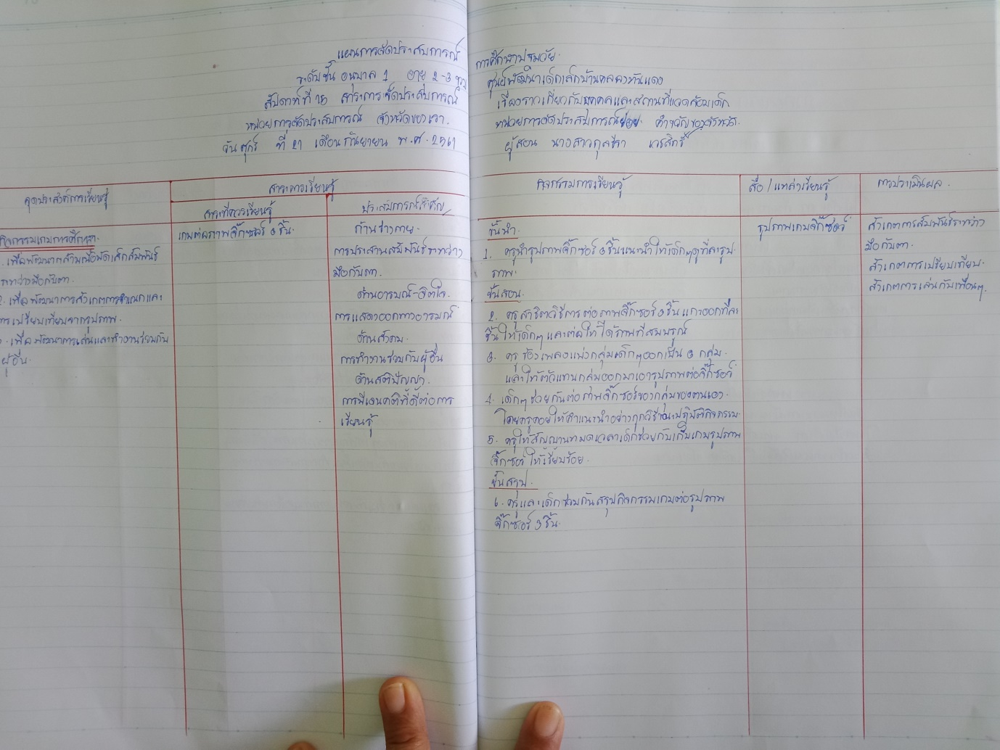 แผนการจัดประสบการณ์
ระดับชั้น อนุบาล 1 อายุ 2-3 ขวบ
สัปดาห์ที่ 18 สาระการจัดประสบการณ์
หน่วยการจัดประสบการณ์ จังหวัดของเรา.
วัน ศุกร์ ที่ 21 เดือน กันยายน พ.ศ. 2561
การศึกษาปฐมวัย.
ศูนย์พัฒนาเด็กเล็กบ้านคลองหันแดง
เรื่องราวเกี่ยวกับบุคคลและสถานที่แวดล้อมเด็ก
หน่วยการจัดประสบการณ์ย่อย คำขวัญของจังหวัด.
ผู้สอน นางสาวกุลธิดา
จุดประสงค์การเรียนรู้
สาระการเรียนรู้
สาระที่ควรเรียนรู้
ประสบการณ์สำคัญ
กิจกรรมการเรียนรู้
สื่อ / แหล่งเรียนรู้
การประเมินผล.
กิจกรรมเกมการศึกษา.
. เพื่อพัฒนากล้ามเนื้อมัดเล็กสัมพันธ์
ระหว่างมือกับตา.
2. เพื่อพัฒนาการสังเกตการจำแนกและ
การเปรียบเทียบจากรูปภาพ.
. เพื่อพัฒนาการเล่นและทำงานร่วมกับ
ผู้อื่น.
เกมต่อภาพจิ๊กซอร์ 3 ชิ้น.
ด้านร่างกาย.
การประสานสัมพันธ์ระหว่าง
มือกับตา.
ด้านอารมณ์-จิตใจ.
การแสดงออกทางอารมณ์
ด้านสังคม.
การทำงานร่วมกับผู้อื่น
ด้านสติปัญญา.
การมีเจตคติที่ดีต่อการ
เรียนรู้
ขั้นนำ.
1. ครูนำรูปภาพจิ๊กซอร์ 3 ชิ้นแนะนำให้เด็กๆดูที่ละรูป
ภาพ.
ขั้นสอน.
2. ครูสาธิตวิธีการต่อภาพจิ๊กซอร์ 3 ชิ้น แกะออกที่ละ
ชิ้นให้เด็กๆ และต่อให้ได้ภาพที่สมบรูณ์
3. ครูร้องเพลงแบ่งกลุ่มเด็กๆออกเป็น 3 กลุ่ม.
และให้ตัวแทนกลุ่มออกมาเอารูปภาพต่อจิ๊กซอร์
4. เด็กๆช่วยกันต่อภาพจิ๊กซอร์ของกลุ่มของตนเอง.
โดยครูคอยให้คำแนะนำอย่างถูกวิธีขณะปฏิบัติกิจกรรม.
5. ครูให้สัญญานหมดเวลาเด็กช่วยกับเก็บเกมรูปภาพ
จิ๊กซอร์ให้เรียบร้อย.
ขั้นสรุป.
6. ครูและเด็กร่วมกันสรุปกิจกรรมเกมต่อรูปภาพ
จิ๊กซอร์ 3 ชิ้น.
รูปภาพเกมจิ๊กซอร์
สังเกตการสัมพันธ์ระหว่าง
มือกับตา.
สังเกตการเปรียบเทียบ.
สังเกตการเล่นกับเพื่อนๆ.